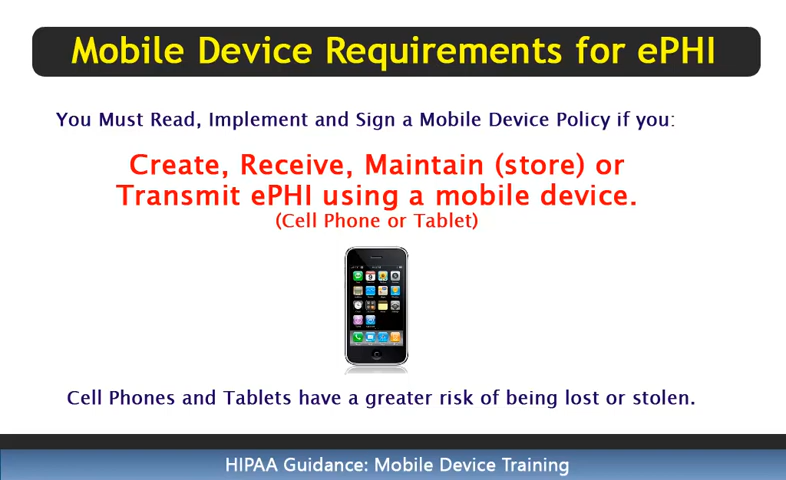 Mobile Device Requirements for ePHI
You Must Read, Implement and Sign a Mobile Device Policy if you:
Create, Receive, Maintain (store) or
Transmit ePHI using a mobile device.
(Cell Phone or Tablet)
Cell Phones and Tablets have a greater risk of being lost or stolen.
HIPAA Guidance: Mobile Device Training